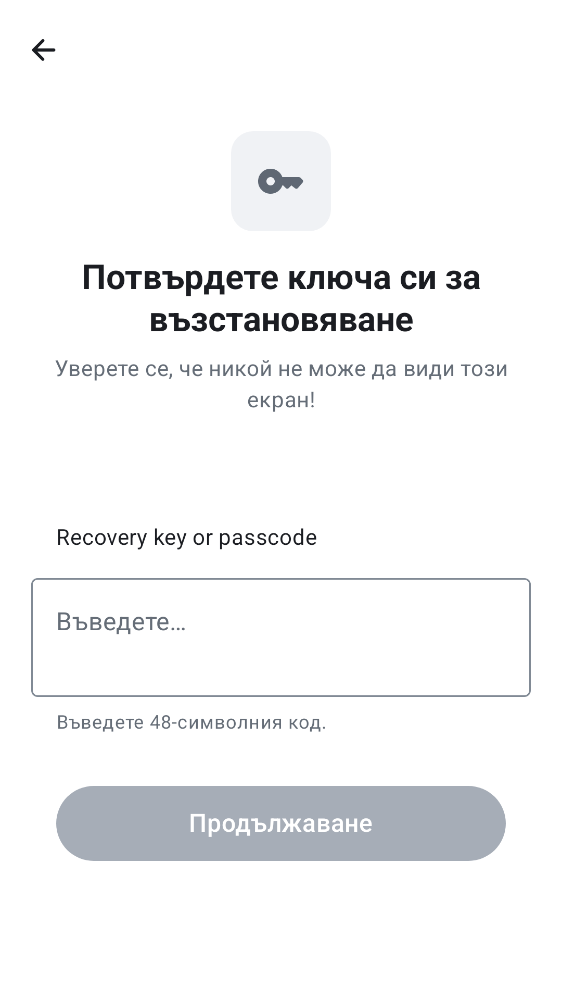 Потвърдете ключа си за
възстановяване
Уверете се, че никой не може да види този
екран!
Recovery key or passcode
Въведете…
Въведете 48-символния код.
Продължаване